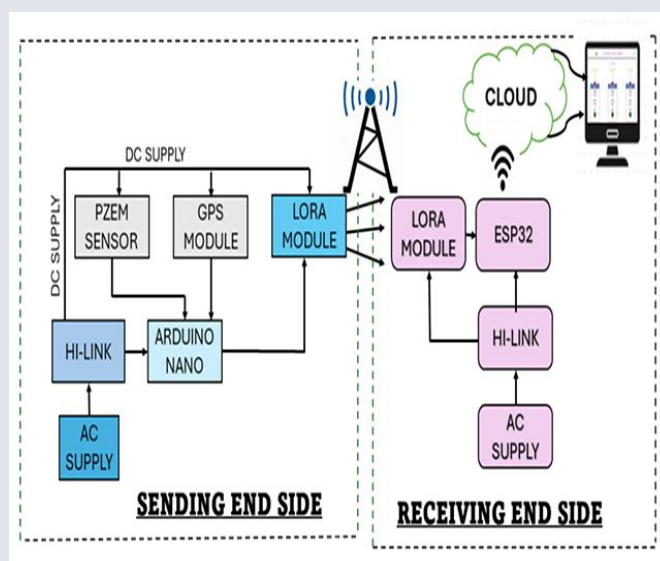 DC SUPPLY
DC SUPPLY
PZEM
SENSOR
GPS
MODULE
LORA
MODULE
HI-LINK
ARDUINO
NANO
AC
SUPPLY
SENDING END SIDE
CLOUD
LORA
MODULE
ESP32
HI-LINK
AC
SUPPLY
RECEIVING END SIDE